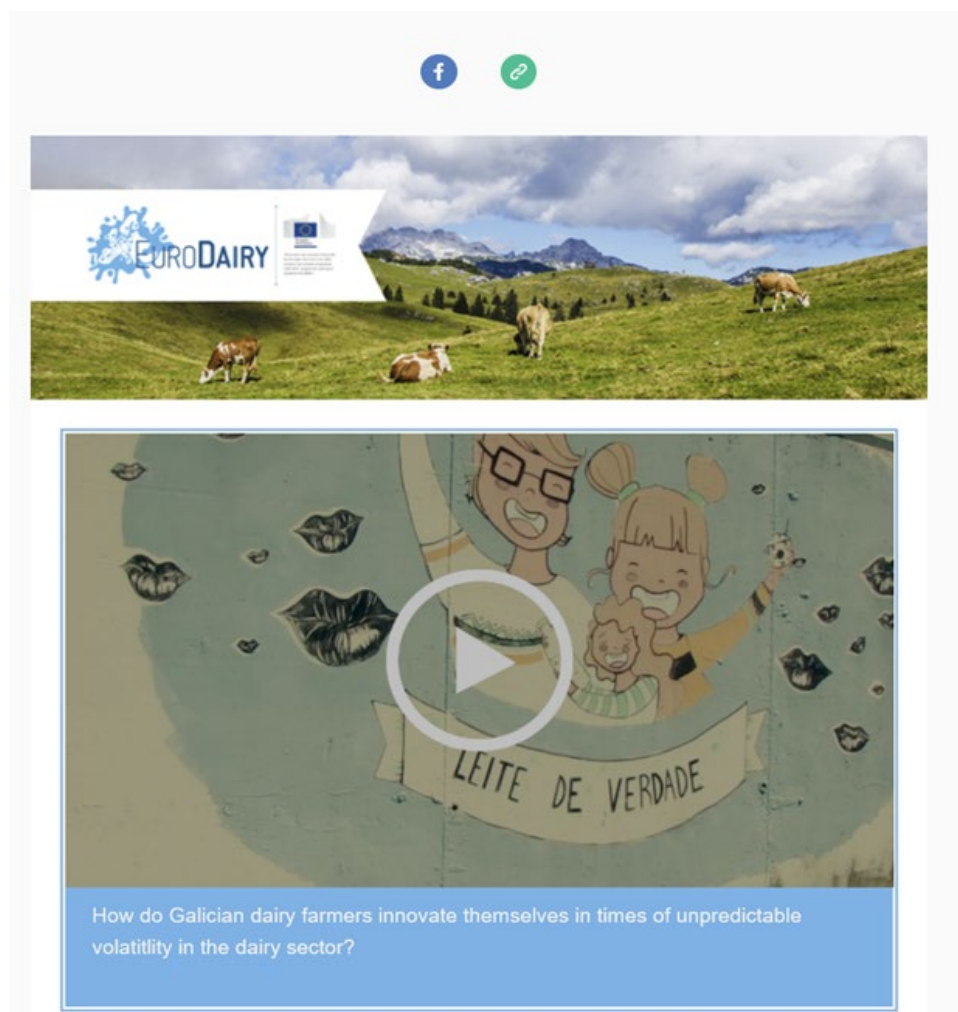 EURODAIRY
LEITE DE VERDADE
How do Galician dairy farmers innovate themselves in times of unpredictable
volatitlity in the dairy sector?